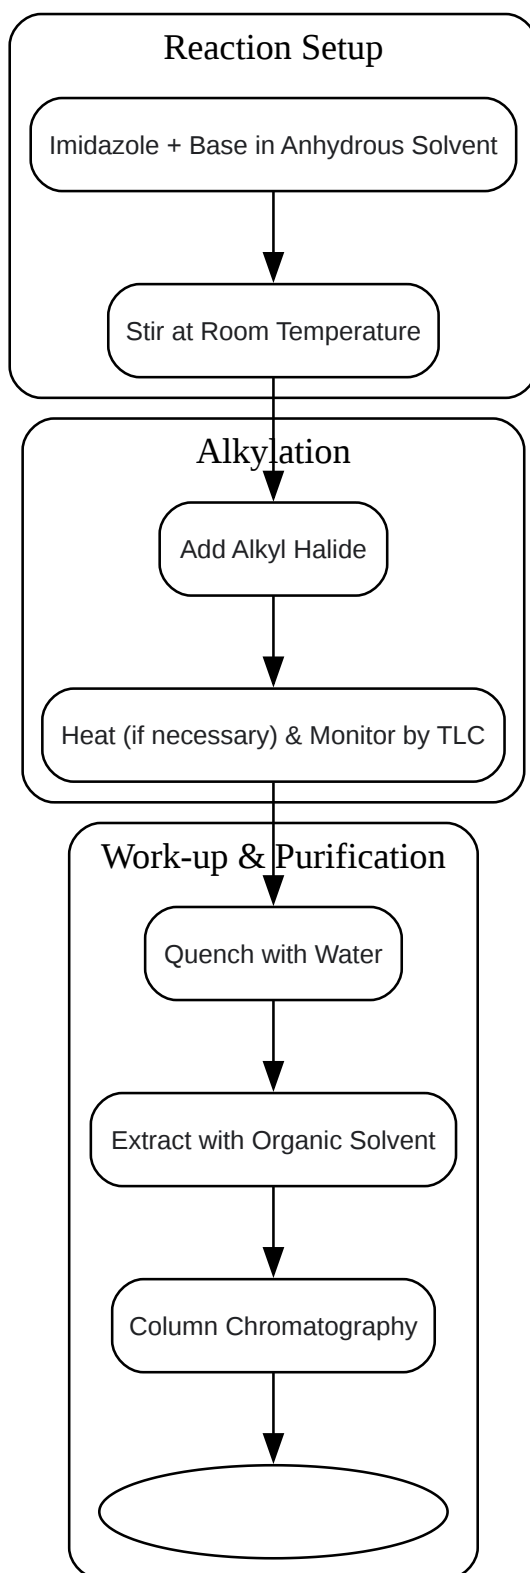 Reaction Setup
Imidazole + Base in Anhydrous Solvent
Stir at Room Temperature
Alkylation
Add Alkyl Halide
Heat (if necessary) & Monitor by TLC
Work-up & Purification
Quench with Water
Extract with Organic Solvent
Column Chromatography